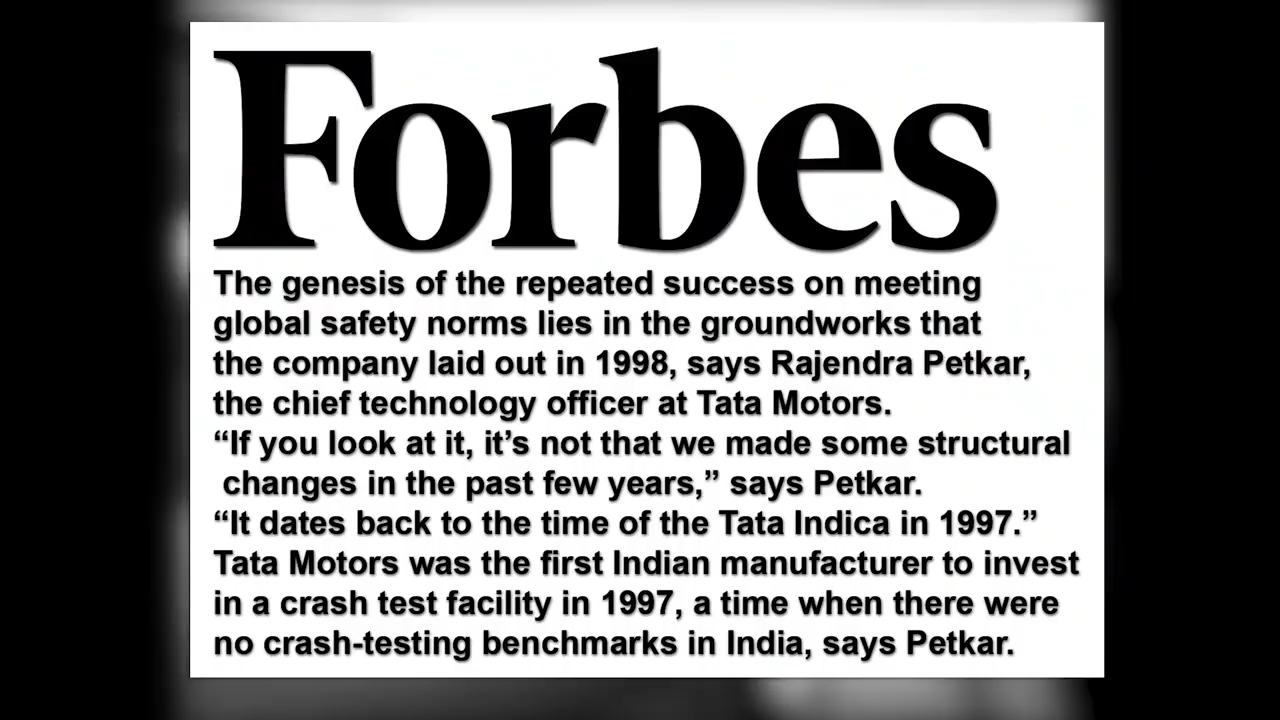 Forbes
The genesis of the repeated success on meeting
global safety norms lies in the groundworks that
the company laid out in 1998, says Rajendra Petkar,
the chief technology officer at Tata Motors.
“If you look at it, it’s not that we made some structural
changes in the past few years,” says Petkar.
“It dates back to the time of the Tata Indica in 1997.”
Tata Motors was the first Indian manufacturer to invest
in a crash test facility in 1997, a time when there were
no crash-testing benchmarks in India, says Petkar.